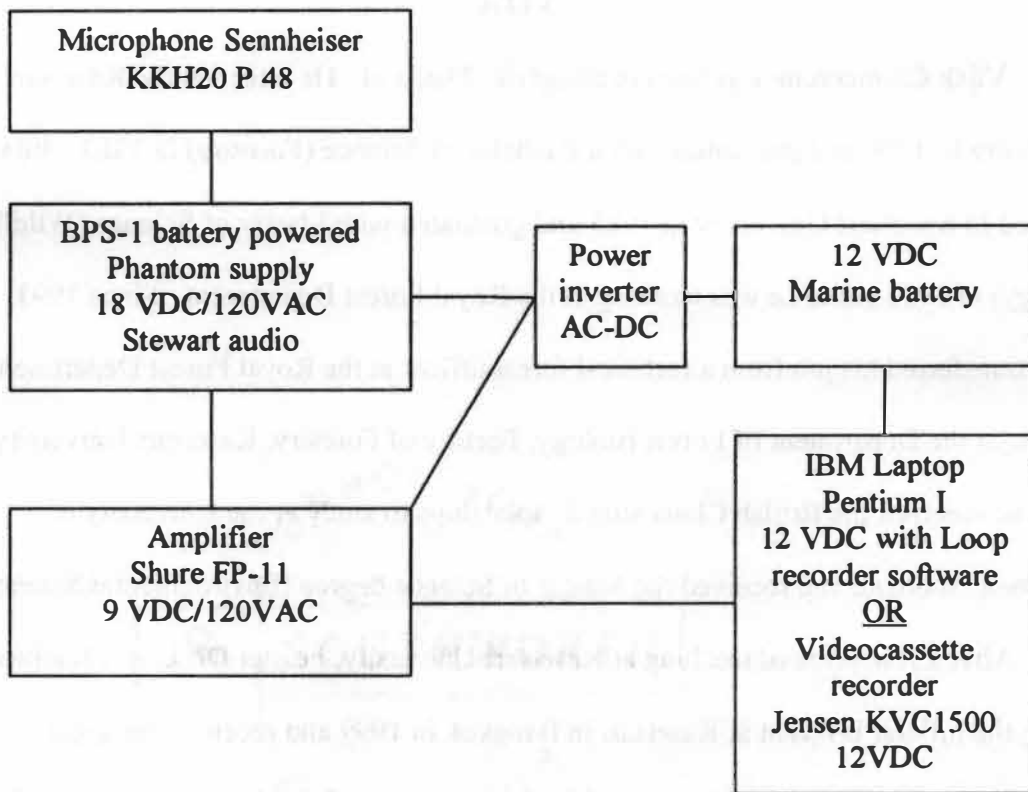 Microphone Sennheiser
KKH20 P 48
BPS-1 battery powered
Phantom supply
18 VDC/120VAC
Stewart audio
Power
inverter
AC-DC
12 VDC
Marine battery
Amplifier
Shure FP-11
9 VDC/120VAC
IBM Laptop
Pentium I
12 VDC with Loop
recorder software
OR
Videocassette
recorder
Jensen KVC1500
12VDC